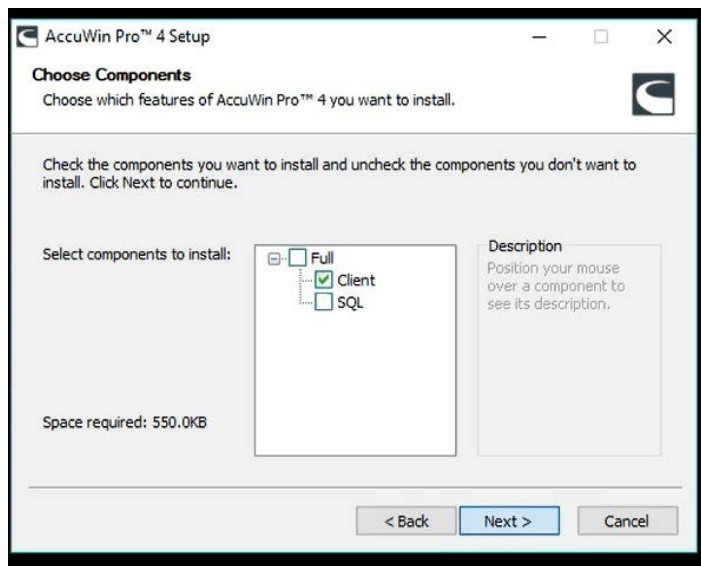 AccuWin Pro™ 4 Setup
Choose Components
Choose which features of AccuWin Pro™ 4 you want to install.
Check the components you want to install and uncheck the components you don't want to
install. Click Next to continue.
Select components to install:
Full
Client
SQL
Description
Position your mouse
over a component to
see its description.
Space required: 550.0KB
< Back
Next >
Cancel